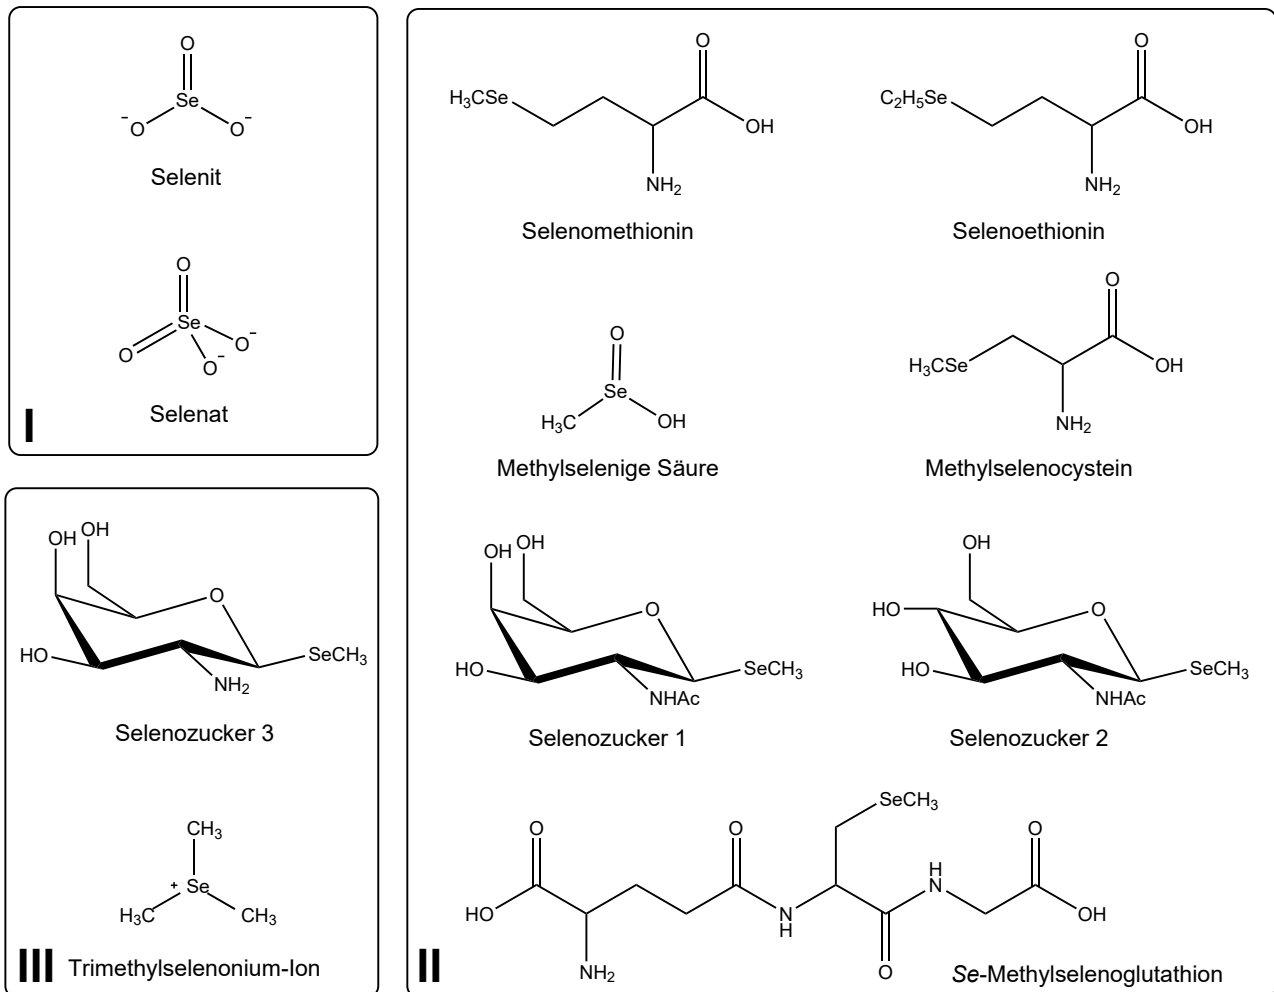 O
Se
⁻O
O⁻
Selenit
O
Se
O
O⁻
O⁻
Selenat
I
O
H₃CSe
OH
NH₂
Selenomethionin
O
C₂H₅Se
OH
NH₂
Selenoethionin
O
Se
H₃C
OH
Methylselenige Säure
O
H₃CSe
OH
NH₂
Methylselenocystein
OH
OH
O
HO
SeCH₃
NHAc
Selenozucker 1
OH
HO
O
HO
SeCH₃
NHAc
Selenozucker 2
SeCH₃
O
O
H
N
O
HO
N
H
OH
NH₂
O
II
Se-Methylselenoglutathion
OH
OH
O
HO
SeCH₃
NH₂
Selenozucker 3
CH₃
+
Se
H₃C
CH₃
III
Trimethylselenonium-Ion